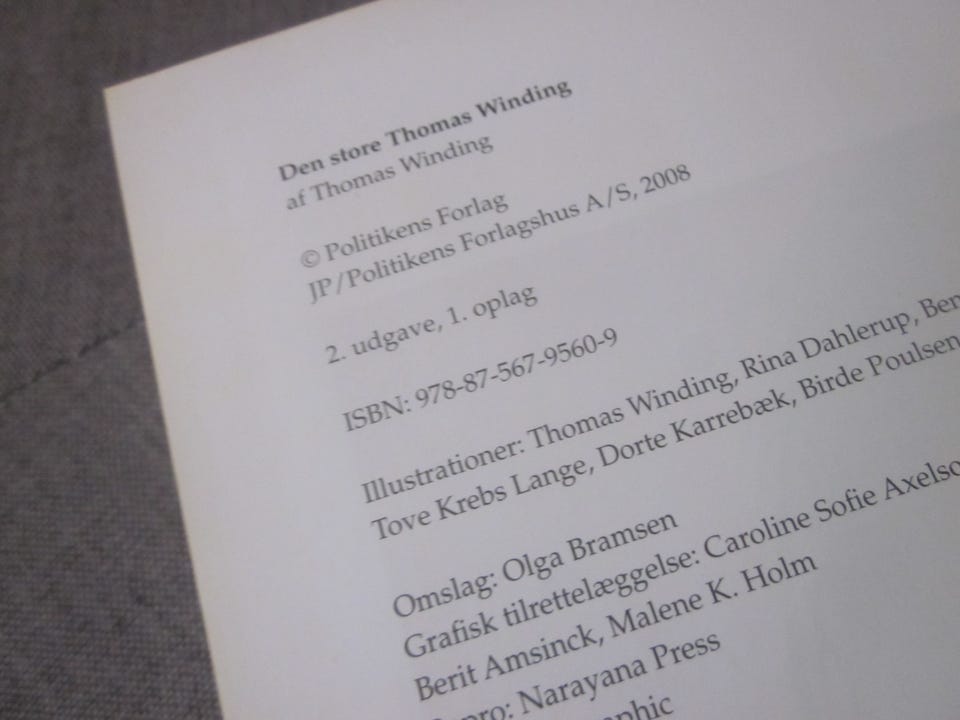 Den store Thomas Winding
af Thomas Winding
© Politikens Forlag
JP/Politikens Forlagshus A/S, 2008
2. udgave, 1. oplag
ISBN: 978-87-567-9560-9
Illustrationer: Thomas Winding, Rina Dahlerup,
Tove Krebs Lange, Dorte Karrebæk, Birde Poulsen
Omslag: Olga Bramsen
Grafisk tilrettelæggelse: Caroline Sofie
Berit Amsinck, Malene K. Holm
Narayana Press